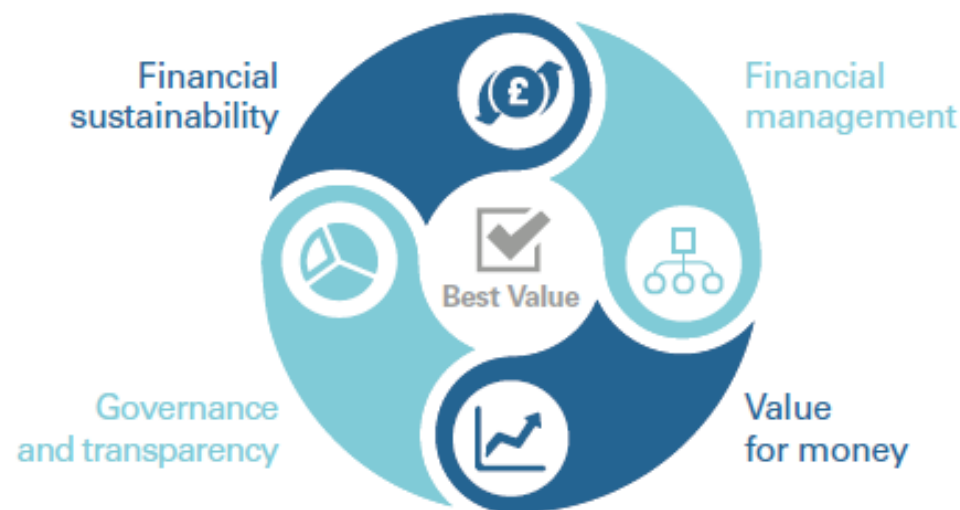 Financial
sustainability
Financial
management
£
Best Value
Governance
and transparency
Value
for money